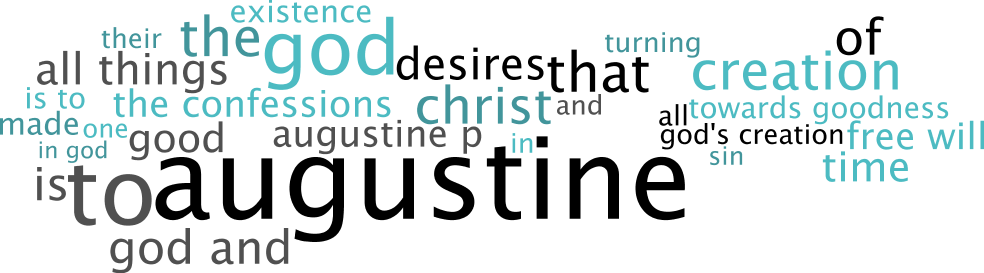 existence
their the god desires turning of
all things that creation
is to the confessions christ and all towards goodness
made one good augustine p in god's creation free will
in god is to augustine sin time
god and